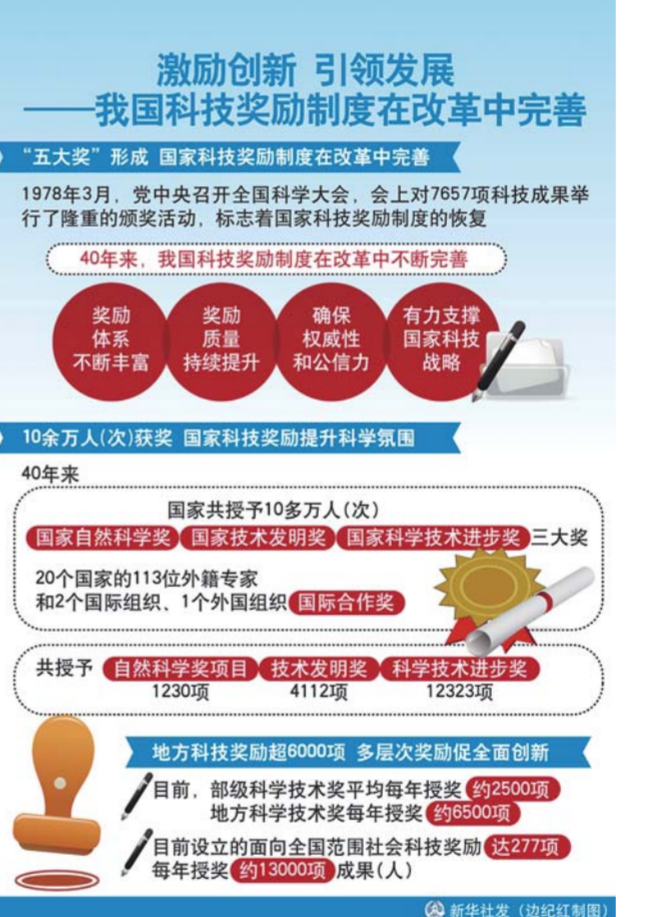 激励创新 引领发展
——我国科技奖励制度在改革中完善
“五大奖”形成 国家科技奖励制度在改革中完善
1978年3月，党中央召开全国科学大会，会上对7657项科技成果举
行了隆重的颁奖活动，标志着国家科技奖励制度的恢复
40年来，我国科技奖励制度在改革中不断完善
奖励
体系
不断丰富
奖励
质量
持续提升
确保
权威性
和公信力
有力支撑
国家科技
战略
10余万人(次)获奖 国家科技奖励提升科学氛围
40年来
国家共授予10多万人(次)
国家自然科学奖 国家技术发明奖 国家科学技术进步奖 三大奖
20个国家的113位外籍专家
和2个国际组织、1个外国组织 国际合作奖
共授予 自然科学奖项目 技术发明奖 科学技术进步奖
1230项 4112项 12323项
地方科技奖励超6000项 多层次奖励促全面创新
目前，部级科学技术奖平均每年授奖 约2500项
地方科学技术奖每年授奖 约6500项
目前设立的面向全国范围社会科技奖励 达277项
每年授奖 约13000项 成果(人)
新华社发（边纪红制图）